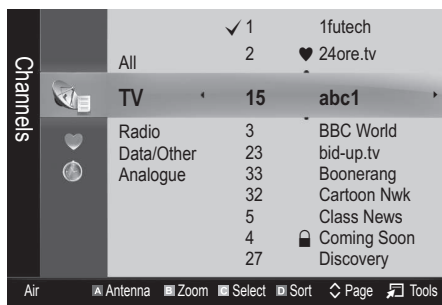 Channels
✓ 1 1futech
All 2 ♥ 24ore.tv
TV 15 abc1
Radio 3 BBC World
Data/Other 23 bid-up.tv
Analogue 33 Boonerang
32 Cartoon Nwk
5 Class News
4 Coming Soon
27 Discovery
Air A Antenna B Zoom C Select D Sort Page Tools